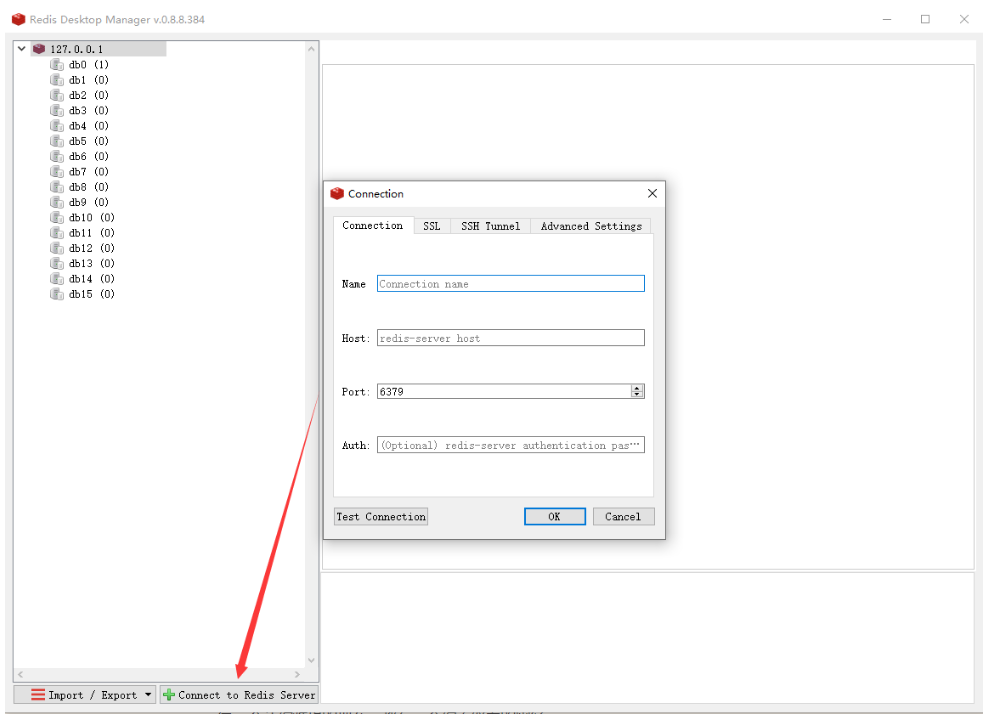 Redis Desktop Manager v.0.8.8.384
127.0.0.1
db0 (1)
db1 (0)
db2 (0)
db3 (0)
db4 (0)
db5 (0)
db6 (0)
db7 (0)
db8 (0)
db9 (0)
db10 (0)
db11 (0)
db12 (0)
db13 (0)
db14 (0)
db15 (0)
Connection
Connection SSL SSH Tunnel Advanced Settings
Name Connection name
Host: redis-server host
Port: 6379
Auth: (Optional) redis-server authentication pas…
Test Connection OK Cancel
Import / Export Connect to Redis Server